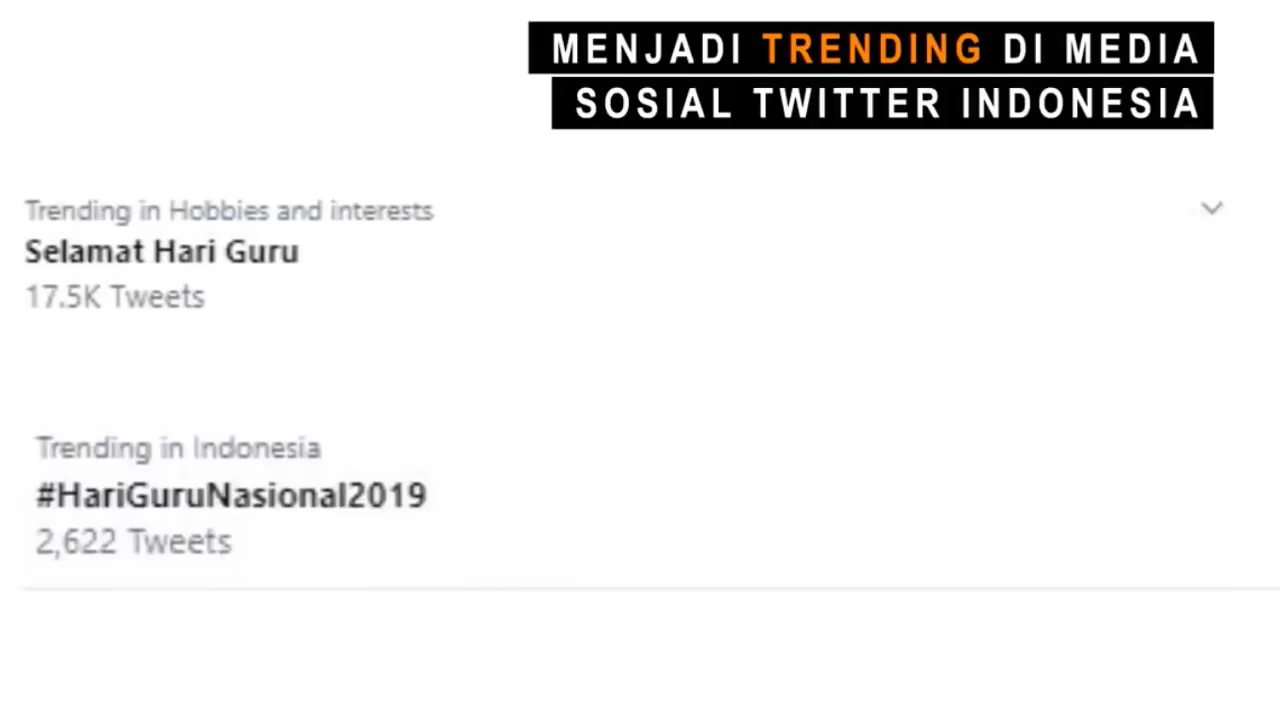 MENJADI TRENDING DI MEDIA
SOSIAL TWITTER INDONESIA
Trending in Hobbies and interests
Selamat Hari Guru
17.5K Tweets
Trending in Indonesia
#HariGuruNasional2019
2,622 Tweets